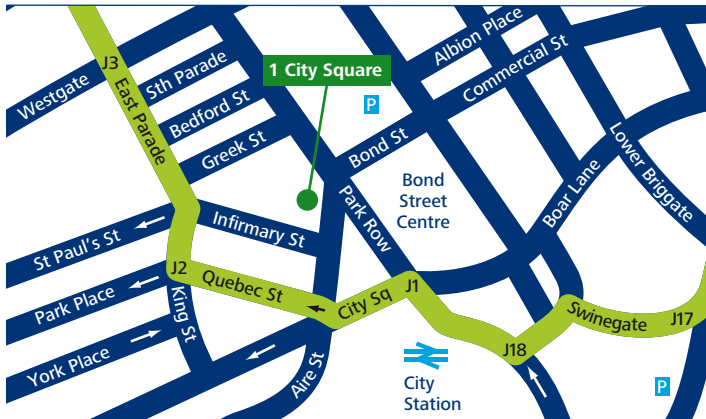 Albion Place
J3
Westgate
Sth Parade
1 City Square
Commercial St
East Parade
Bedford St
P
Greek St
Bond St
Lower Briggate
Bond
Street
Centre
Park Row
Boar Lane
St Paul's St
Infirmary St
J2
Quebec St
City Sq
J1
Park Place
King St
Swinegate
J17
York Place
Aire St
J18
City
Station
P